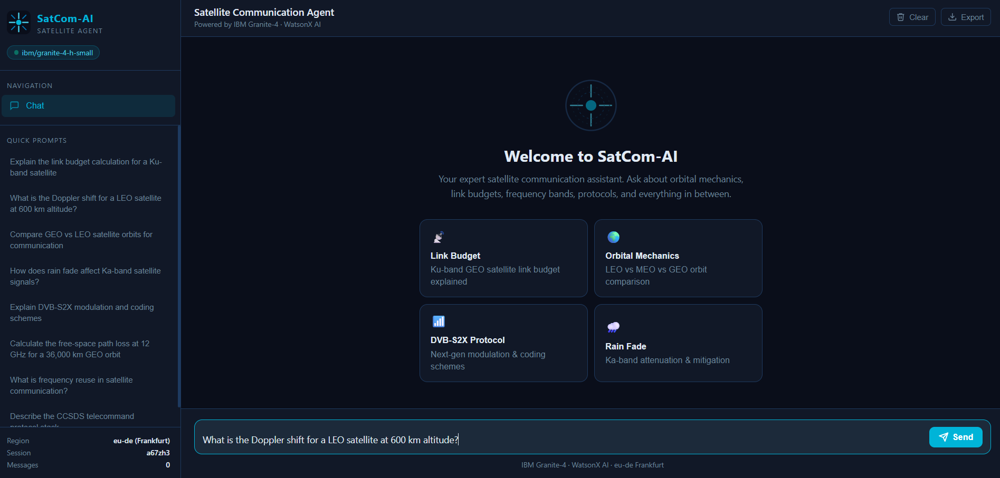 SatCom-AI
SATELLITE AGENT
ibm/granite-4-h-small
NAVIGATION
Chat
QUICK PROMPTS
Explain the link budget calculation for a Ku-
band satellite
What is the Doppler shift for a LEO satellite
at 600 km altitude?
Compare GEO vs LEO satellite orbits for
communication
How does rain fade affect Ka-band satellite
signals?
Explain DVB-S2X modulation and coding
schemes
Calculate the free-space path loss at 12
GHz for a 36,000 km GEO orbit
What is frequency reuse in satellite
communication?
Describe the CCSDS telecommand
protocol stack
Region eu-de (Frankfurt)
Session a67zh3
Messages 0
Satellite Communication Agent
Powered by IBM Granite-4 · WatsonX AI
Clear
Export
Welcome to SatCom-AI
Your expert satellite communication assistant. Ask about orbital mechanics,
link budgets, frequency bands, protocols, and everything in between.
Link Budget
Ku-band GEO satellite link budget
explained
Orbital Mechanics
LEO vs MEO vs GEO orbit
comparison
DVB-S2X Protocol
Next-gen modulation & coding
schemes
Rain Fade
Ka-band attenuation & mitigation
What is the Doppler shift for a LEO satellite at 600 km altitude?
Send
IBM Granite-4 · WatsonX AI · eu-de Frankfurt